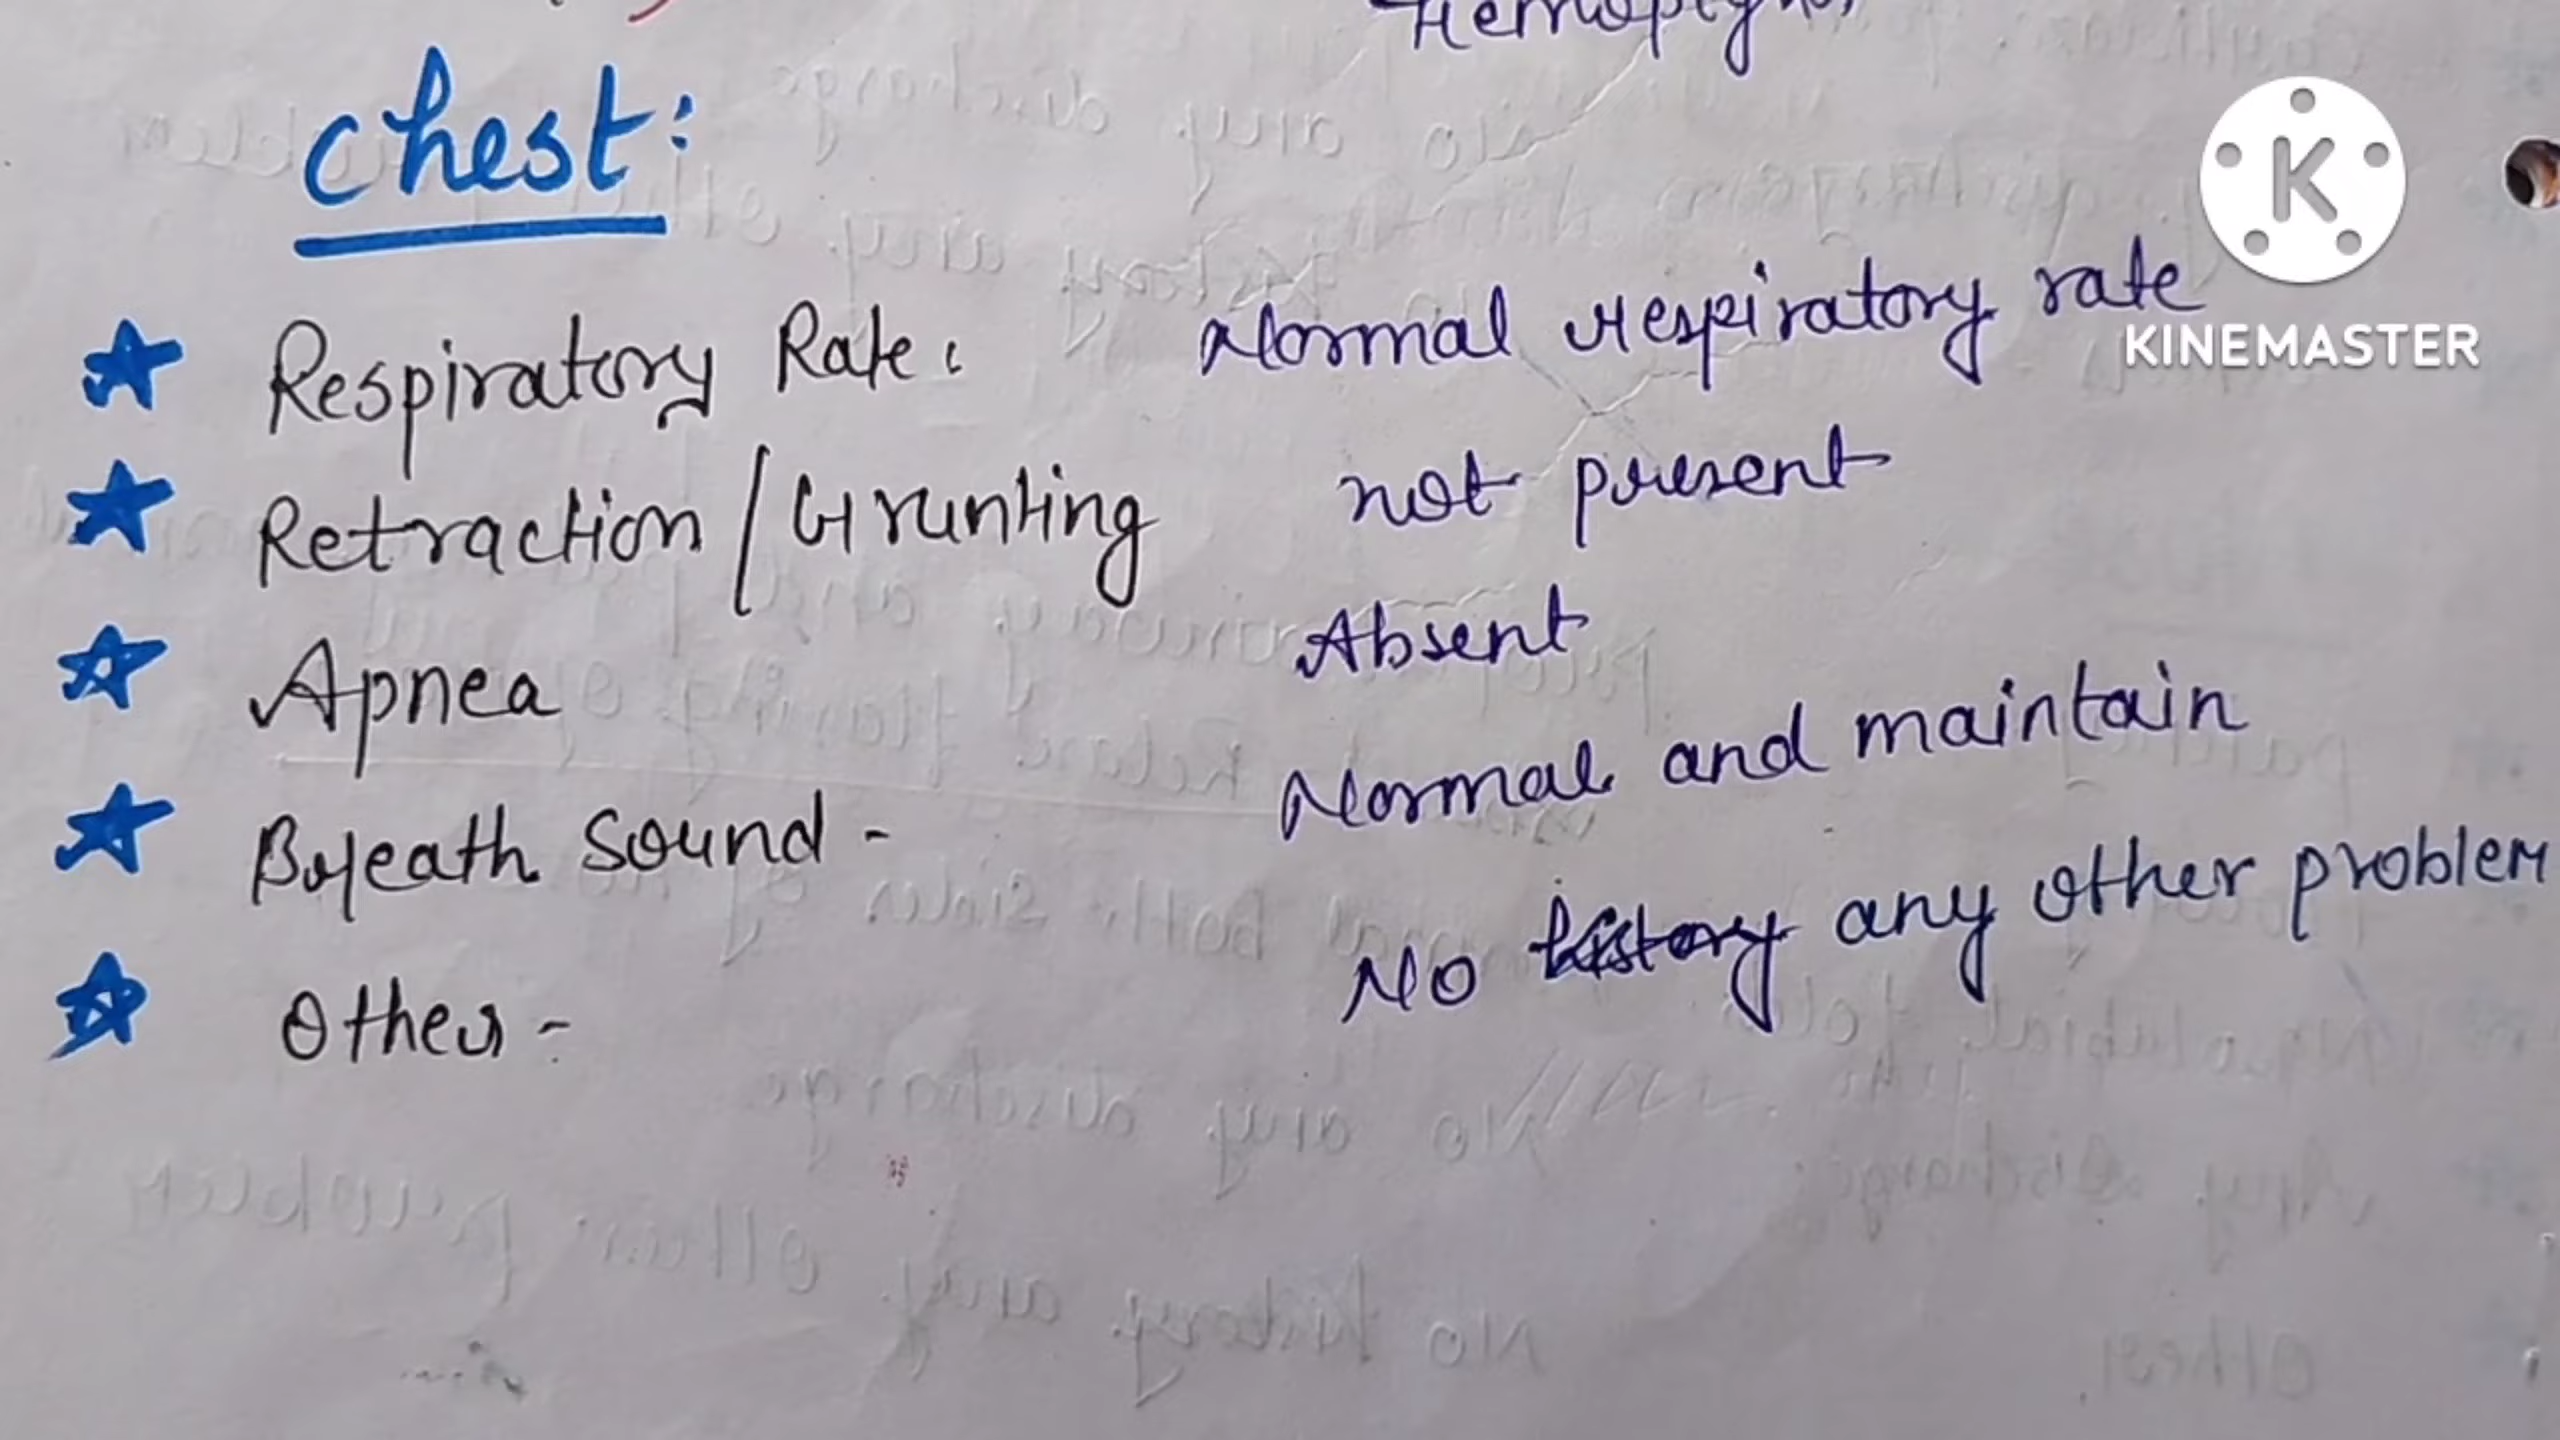 Chest:
★ Respiratory Rate: Normal respiratory rate
★ Retraction / Grunting not present
★ Apnea Absent
★ Breath Sound - Normal and maintain
★ Other - No history any other problem
K
KINEMASTER